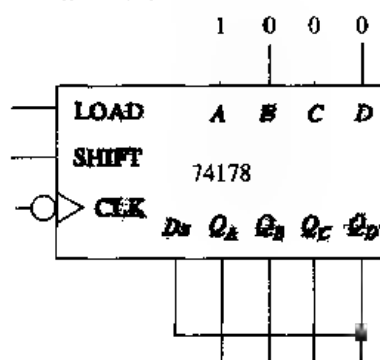 1 0 0 0
LOAD A B C D
SHIFT
74178
CLK
Ds QA QB QC QD